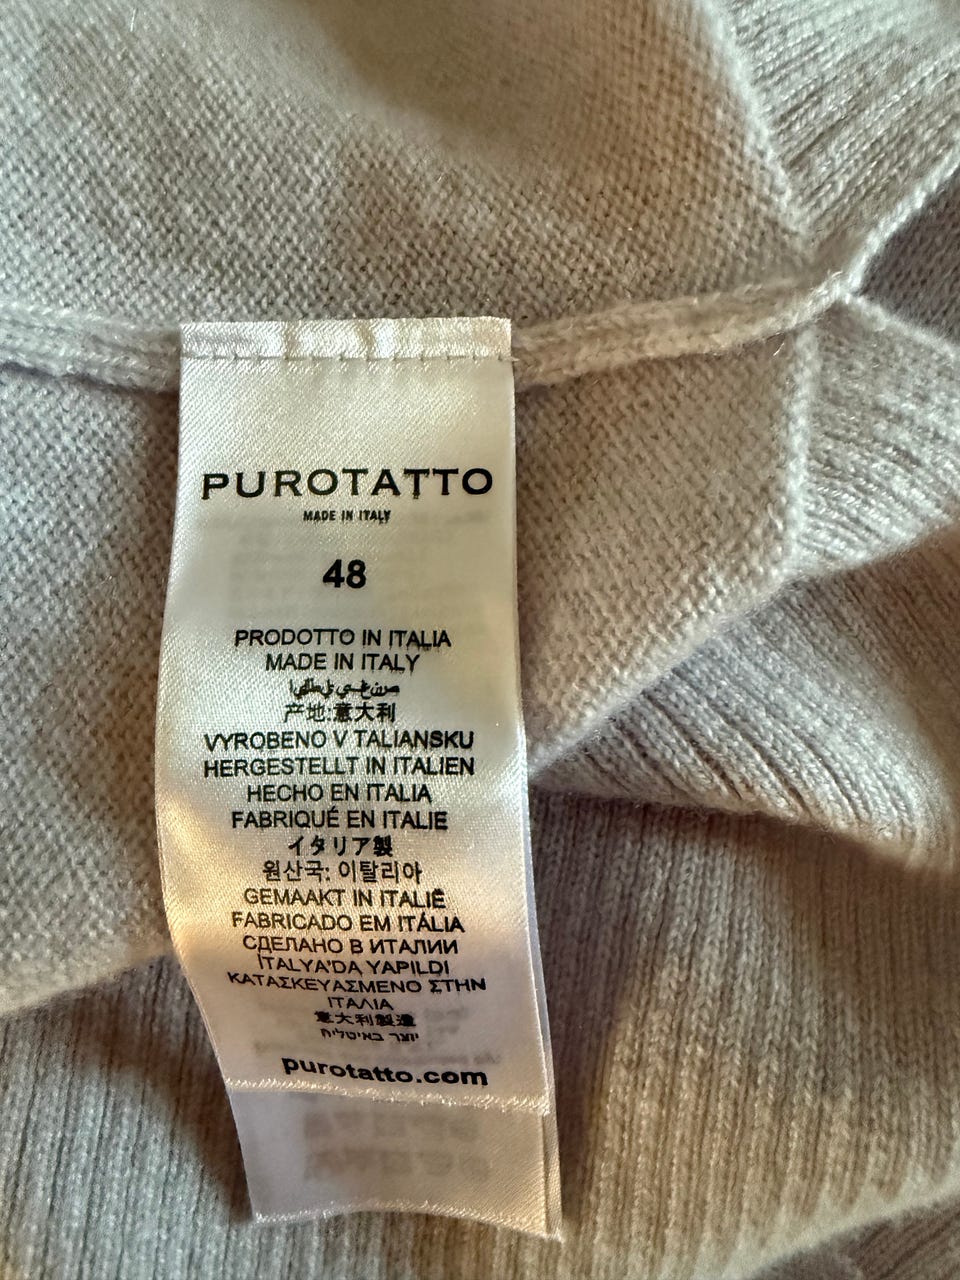 PUROTATTO
MADE IN ITALY
48
PRODOTTO IN ITALIA
MADE IN ITALY
产地:意大利
VYROBENO V TALIANSKU
HERGESTELLT IN ITALIEN
HECHO EN ITALIA
FABRIQUÉ EN ITALIE
イタリア製
원산국: 이탈리아
GEMAAKT IN ITALIË
FABRICADO EM ITÁLIA
СДЕЛАНО В ИТАЛИИ
İTALYA'DA YAPILDI
ΚΑΤΑΣΚΕΥΑΣΜΕΝΟ ΣΤΗΝ
ΙΤΑΛΙΑ
意大利製造
יוצר באיטליה
purotatto.com